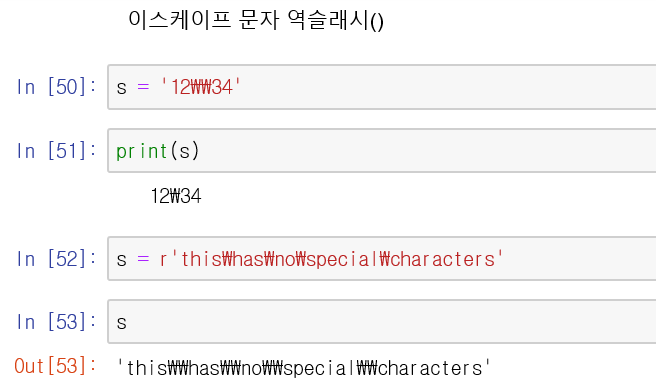 이스케이프 문자 역슬래시()
In [50]: s = '12₩₩34'
In [51]: print(s)
12₩34
In [52]: s = r'this₩has₩no₩special₩characters'
In [53]: s
Out[53]: 'this₩₩has₩₩no₩₩special₩₩characters'